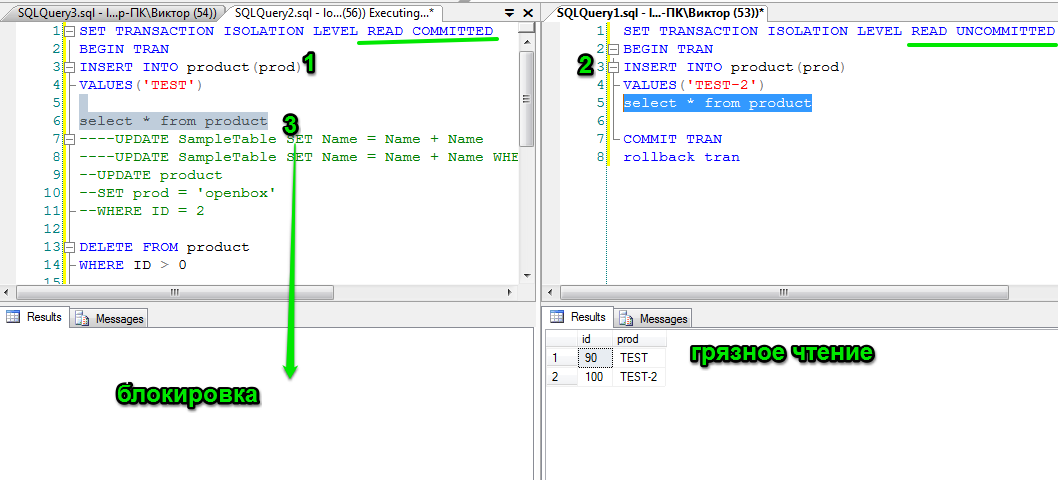 SQLQuery3.sql - I...р-ПК\Виктор (54))
SQLQuery2.sql - Io...(56)) Executing...*
1 SET TRANSACTION ISOLATION LEVEL READ COMMITTED
2 BEGIN TRAN
3 INSERT INTO product(prod) 1
4 VALUES('TEST')
5
6 select * from product 3
7 ----UPDATE SampleTable SET Name = Name + Name
8 ----UPDATE SampleTable SET Name = Name + Name WHE
9 --UPDATE product
10 --SET prod = 'openbox'
11 --WHERE ID = 2
12
13 DELETE FROM product
14 WHERE ID > 0
15
Results Messages
блокировка
SQLQuery1.sql - I...-ПК\Виктор (53))*
1 SET TRANSACTION ISOLATION LEVEL READ UNCOMMITTED
2 BEGIN TRAN
2 3 INSERT INTO product(prod)
4 VALUES('TEST-2')
5 select * from product
6
7 COMMIT TRAN
8 rollback tran
Results Messages
id prod
1 90 TEST
2 100 TEST-2
грязное чтение